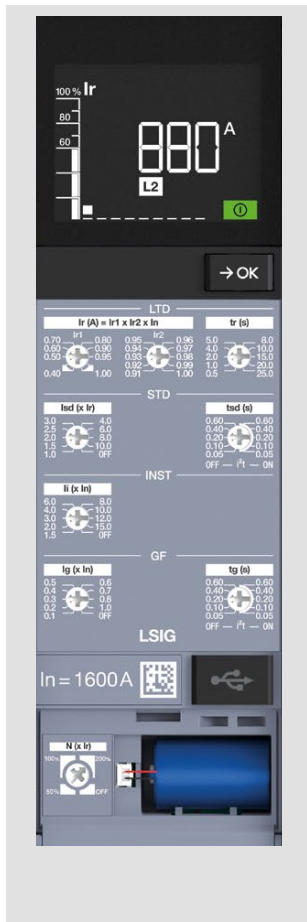 100 % Ir
80
60
880 A
L2
→OK
LTD
Ir (A) = Ir1 x Ir2 x In
tr (s)
Ir1 Ir2
0.70 0.80 0.95 0.96 5.0 8.0
0.60 0.90 0.94 0.97 4.0 10.0
0.50 0.95 0.93 0.98 2.0 15.0
0.92 0.99 1.0 20.0
0.40 1.00 0.91 1.00 0.5 25.0
STD
Isd (x Ir) tsd (s)
3.0 4.0 0.60 0.60
2.5 6.0 0.40 0.40
2.0 8.0 0.20 0.20
1.5 10.0 0.10 0.10
1.0 OFF 0.05 0.05
OFF — i²t — ON
INST
Ii (x In)
6.0 8.0
4.0 10.0
3.0 12.0
2.0 15.0
1.5 OFF
GF
Ig (x In) tg (s)
0.5 0.6 0.60 0.60
0.4 0.7 0.40 0.40
0.3 0.8 0.20 0.20
0.2 1.0 0.10 0.10
0.1 OFF 0.05 0.05
OFF — i²t — ON
LSIG
In = 1600A
N (x Ir)
100% 200%
50% OFF